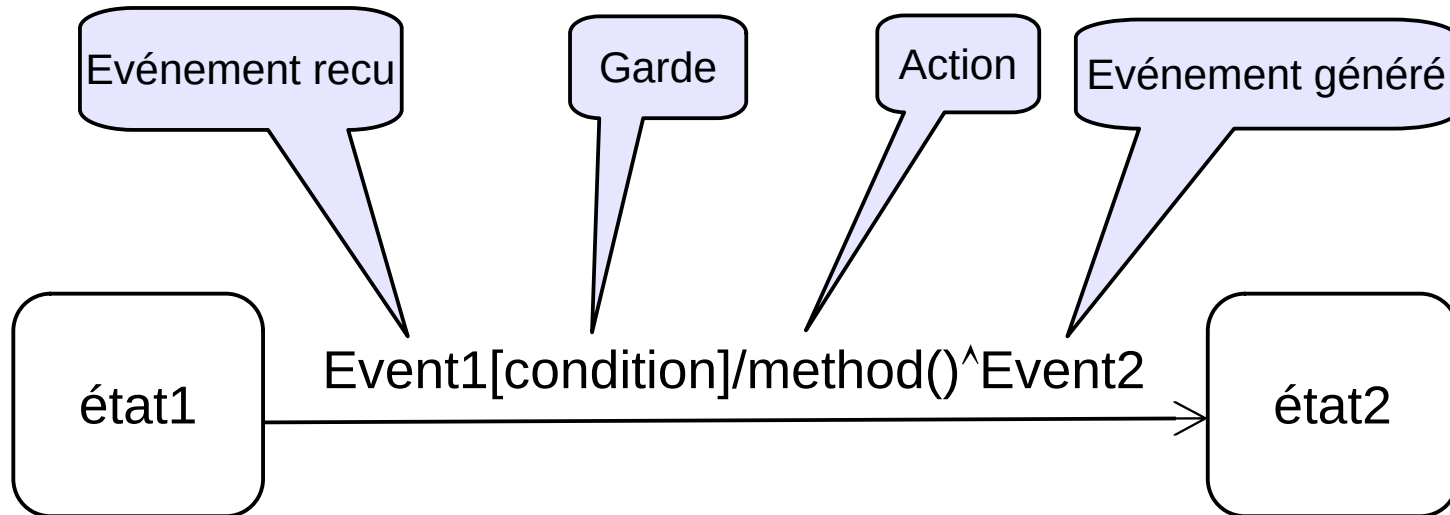 Evénement recu
Garde
Action
Evénement généré
Event1[condition]/method()^Event2
état1
état2